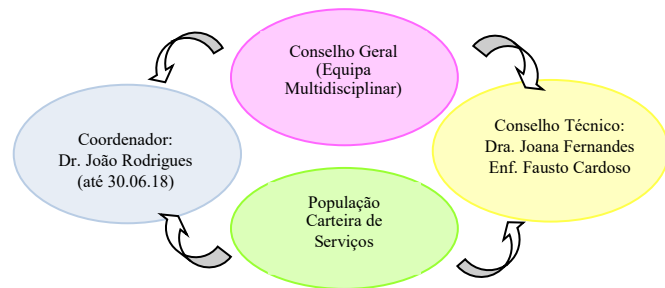 Conselho Geral
(Equipa
Multidisciplinar)
Coordenador:
Dr. João Rodrigues
(até 30.06.18)
Conselho Técnico:
Dra. Joana Fernandes
Enf. Fausto Cardoso
População
Carteira de
Serviços